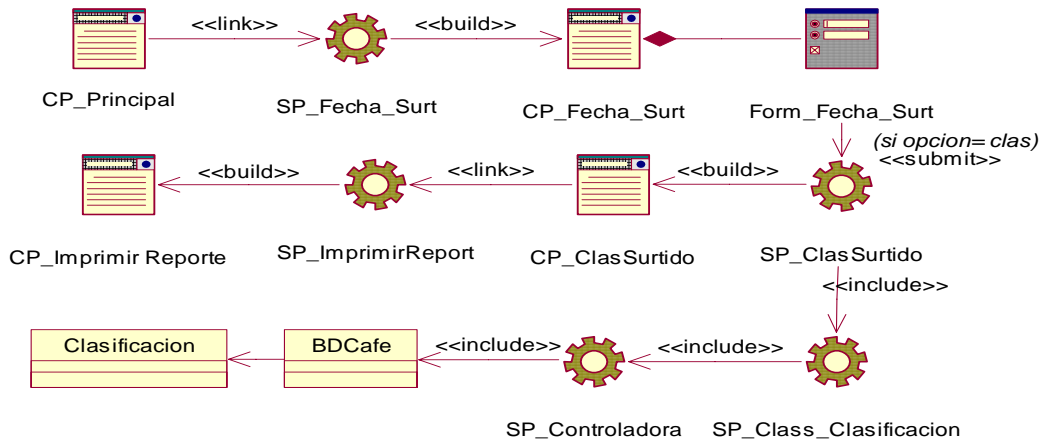 <<link>>
<<build>>
CP_Principal
SP_Fecha_Surt
CP_Fecha_Surt
Form_Fecha_Surt
(si opcion= clas)
<<submit>>
<<build>>
<<link>>
<<build>>
CP_Imprimir Reporte
SP_ImprimirReport
CP_ClasSurtido
SP_ClasSurtido
<<include>>
Clasificacion
BDCafe
<<include>>
<<include>>
SP_Controladora
SP_Class_Clasificacion